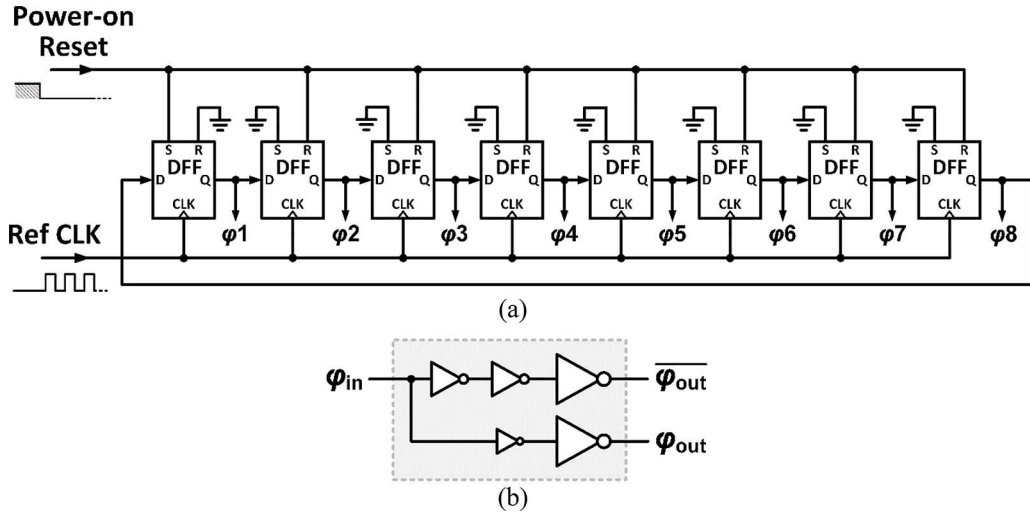 Power-on
Reset
S R S R S R S R S R S R S R S R
DFF DFF DFF DFF DFF DFF DFF DFF
D Q D Q D Q D Q D Q D Q D Q D Q
CLK CLK CLK CLK CLK CLK CLK CLK
Ref CLK φ1 φ2 φ3 φ4 φ5 φ6 φ7 φ8
(a)
φin φout
φout
(b)